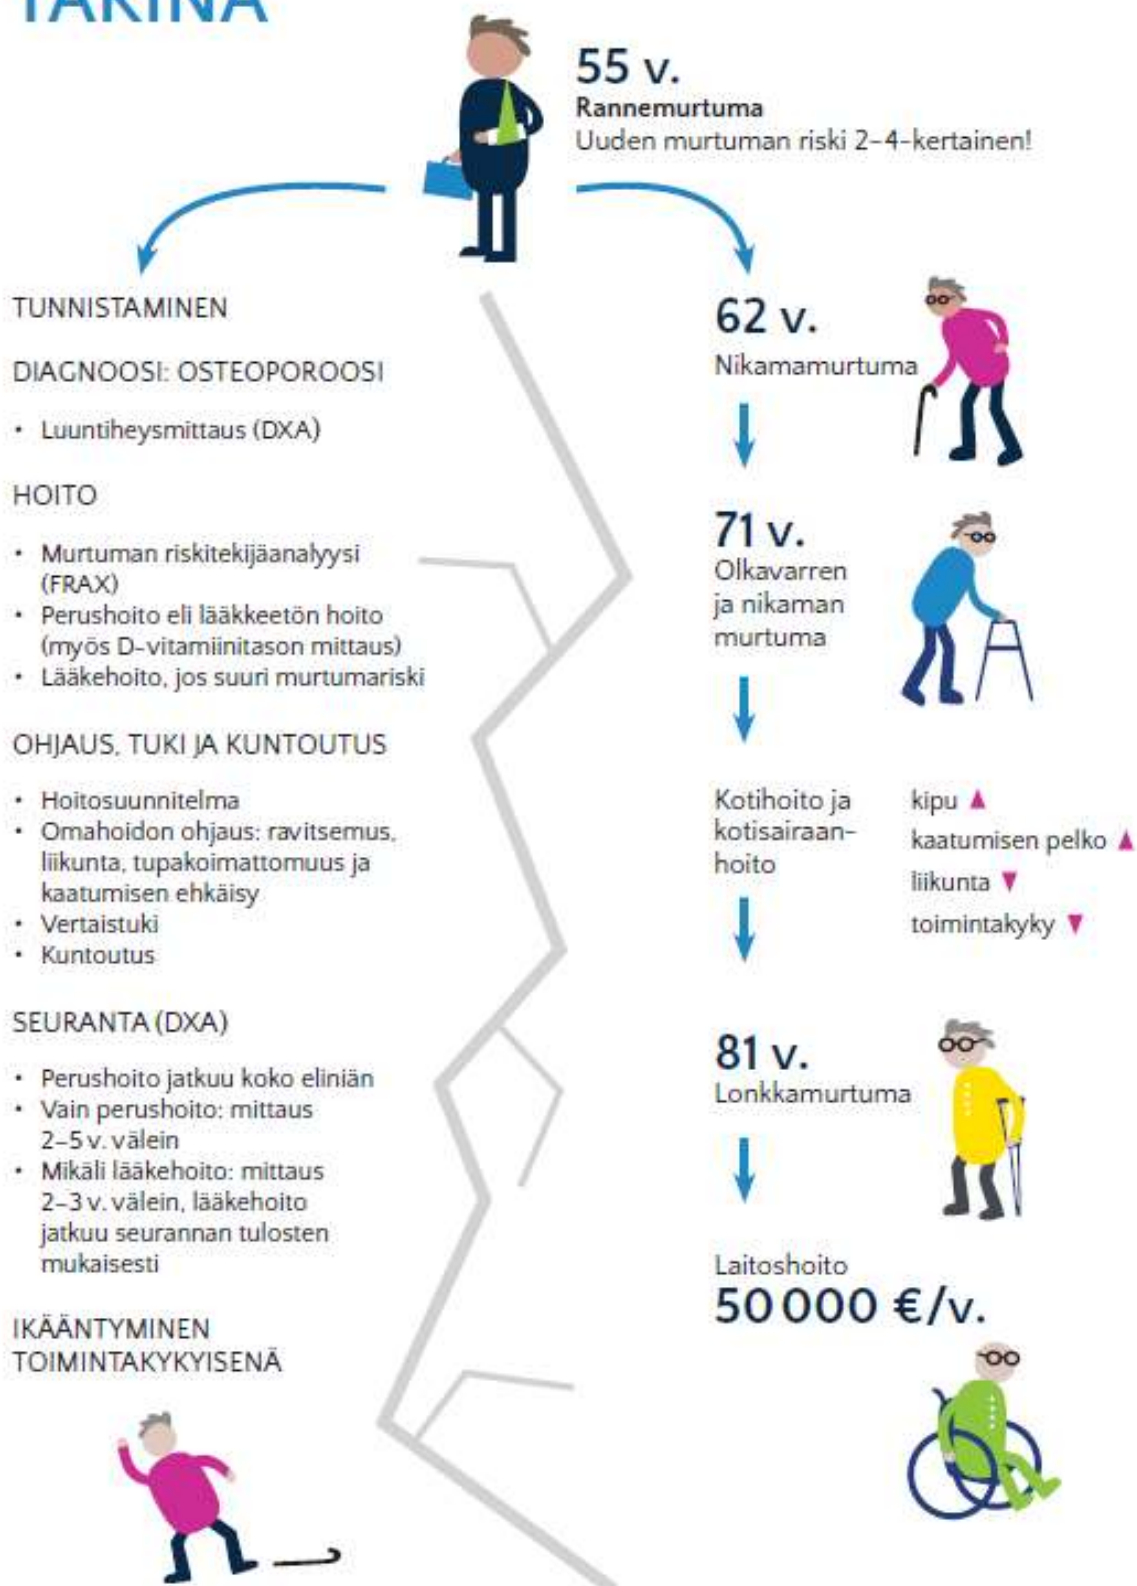 TAKINA
55 v.
Rannemurtuma
Uuden murtuman riski 2–4-kertainen!
TUNNISTAMINEN
DIAGNOOSI: OSTEOPOROOSI
• Luuntiheysmittaus (DXA)
HOITO
• Murtuman riskitekijäanalyysi
(FRAX)
• Perushoito eli lääkkeetön hoito
(myös D-vitamiinitason mittaus)
• Lääkehoito, jos suuri murtumariski
OHJAUS, TUKI JA KUNTOUTUS
• Hoitosuunnitelma
• Omahoidon ohjaus: ravitsemus,
liikunta, tupakoimattomuus ja
kaatumisen ehkäisy
• Vertaistuki
• Kuntoutus
SEURANTA (DXA)
• Perushoito jatkuu koko eliniän
• Vain perushoito: mittaus
2–5 v. välein
• Mikäli lääkehoito: mittaus
2–3 v. välein, lääkehoito
jatkuu seurannan tulosten
mukaisesti
IKÄÄNTYMINEN
TOIMINTAKYKYISENÄ
62 v.
Nikamamurtuma
71 v.
Olkavarren
ja nikaman
murtuma
Kotihoito ja
kotisairaan-
hoito
kipu ▲
kaatumisen pelko ▲
liikunta ▼
toimintakyky ▼
81 v.
Lonkkamurtuma
Laitoshoito
50 000 €/v.